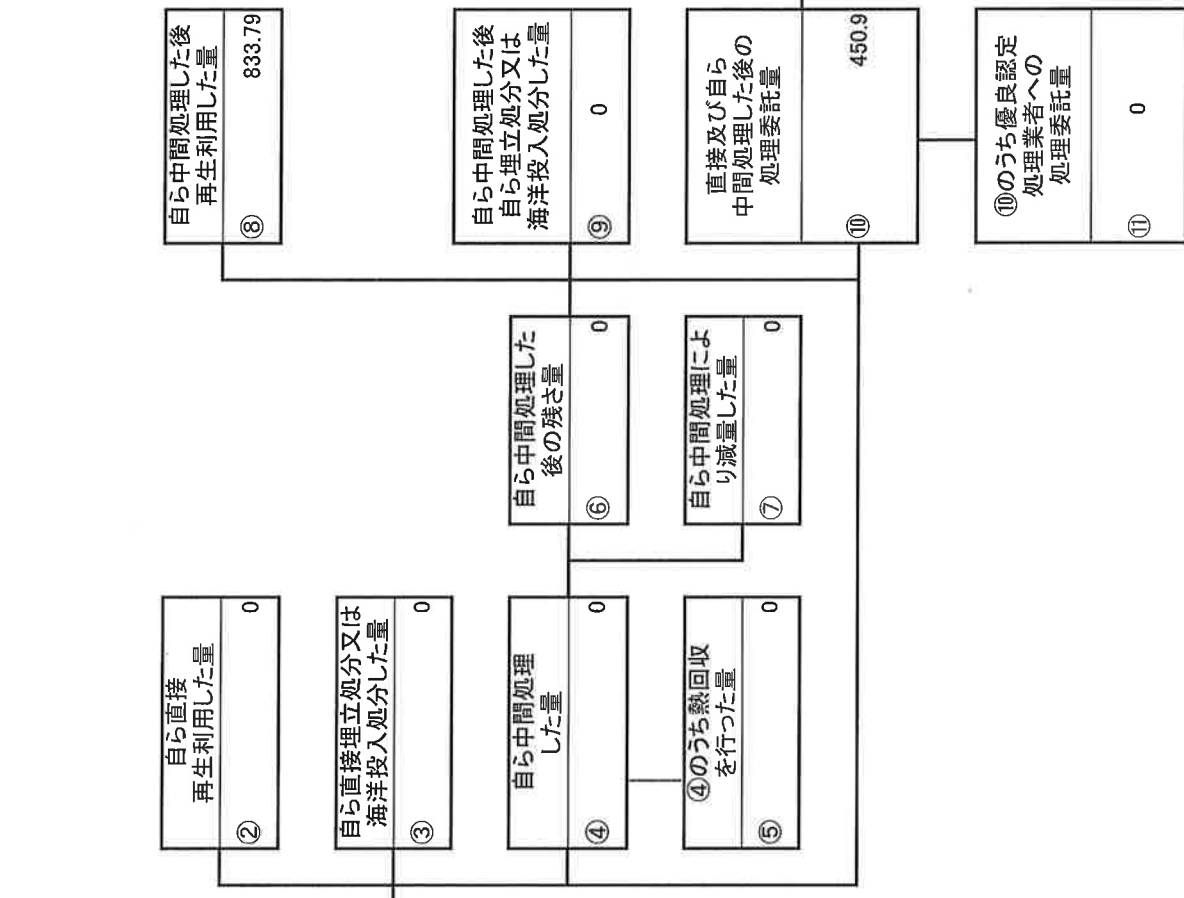 自ら直接
再生利用した量
②
0
自ら直接埋立処分又は
海洋投入処分した量
③
0
自ら中間処理
した量
④
0
④のうち熱回収
を行った量
⑤
0
自ら中間処理した
後の残さ量
⑥
0
自ら中間処理によ
り減量した量
⑦
0
自ら中間処理した後
再生利用した量
⑧
833.79
自ら中間処理した後
自ら埋立処分又は
海洋投入処分した量
⑨
0
直接及び自ら
中間処理した後の
処理委託量
⑩
450.9
⑩のうち優良認定
処理業者への
処理委託量
⑪
0